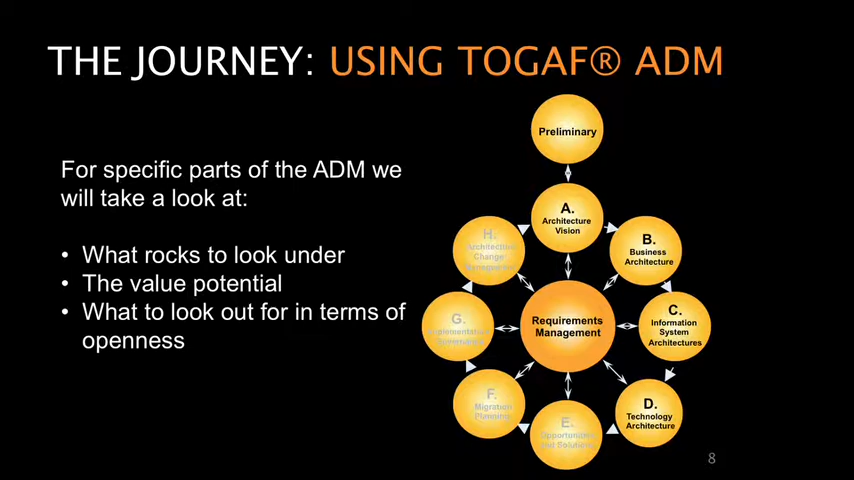 THE JOURNEY: USING TOGAF® ADM
For specific parts of the ADM we
will take a look at:
• What rocks to look under
• The value potential
• What to look out for in terms of
openness
Preliminary
A.
Architecture
Vision
B.
Business
Architecture
C.
Information
System
Architectures
D.
Technology
Architecture
E.
Opportunities
and Solutions
F.
Migration
Planning
G.
Implementation
Governance
H.
Architecture
Change
Management
Requirements
Management
8